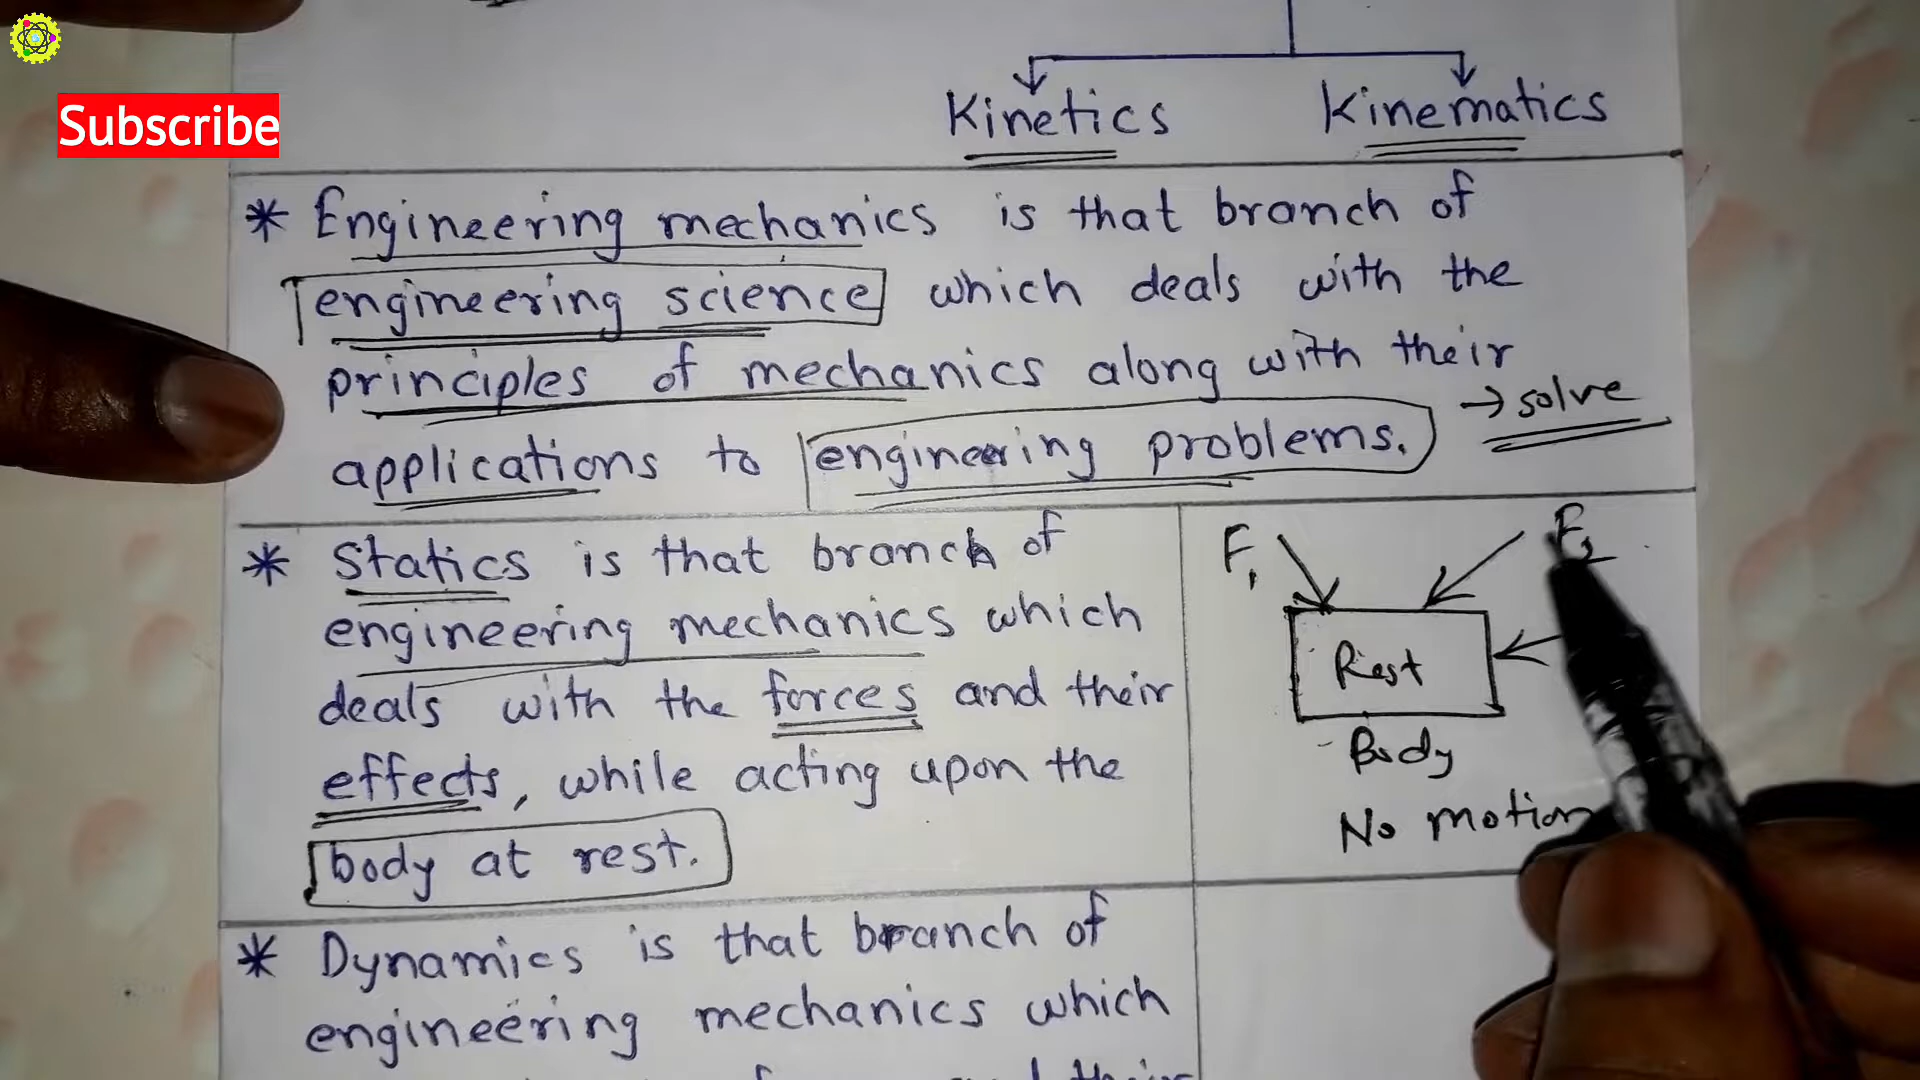 Subscribe
Kinetics Kinematics
* Engineering mechanics is that branch of
engineering science which deals with the
principles of mechanics along with their
→ solve
applications to engineering problems.
* Statics is that branch of
engineering mechanics which
deals with the forces and their
effects, while acting upon the
body at rest.
F1 F2
Rest
Body
No motion
* Dynamics is that branch of
engineering mechanics which